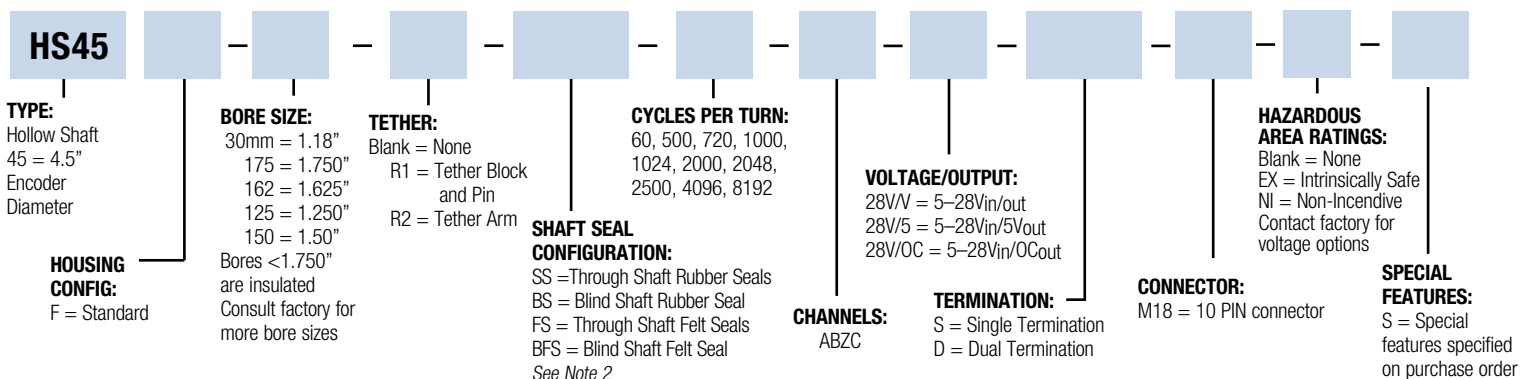 HS45
– – – – – – – – – –
TYPE:
Hollow Shaft
45 = 4.5”
Encoder
Diameter
HOUSING
CONFIG:
F = Standard
BORE SIZE:
30mm = 1.18”
175 = 1.750”
162 = 1.625”
125 = 1.250”
150 = 1.50”
Bores <1.750”
are insulated
Consult factory for
more bore sizes
TETHER:
Blank = None
R1 = Tether Block
and Pin
R2 = Tether Arm
SHAFT SEAL
CONFIGURATION:
SS =Through Shaft Rubber Seals
BS = Blind Shaft Rubber Seal
FS = Through Shaft Felt Seals
BFS = Blind Shaft Felt Seal
See Note 2
CYCLES PER TURN:
60, 500, 720, 1000,
1024, 2000, 2048,
2500, 4096, 8192
CHANNELS:
ABZC
VOLTAGE/OUTPUT:
28V/V = 5–28Vin/out
28V/5 = 5–28Vin/5Vout
28V/OC = 5–28Vin/OCout
TERMINATION:
S = Single Termination
D = Dual Termination
CONNECTOR:
M18 = 10 PIN connector
HAZARDOUS
AREA RATINGS:
Blank = None
EX = Intrinsically Safe
NI = Non-Incendive
Contact factory for
voltage options
SPECIAL
FEATURES:
S = Special
features specified
on purchase order